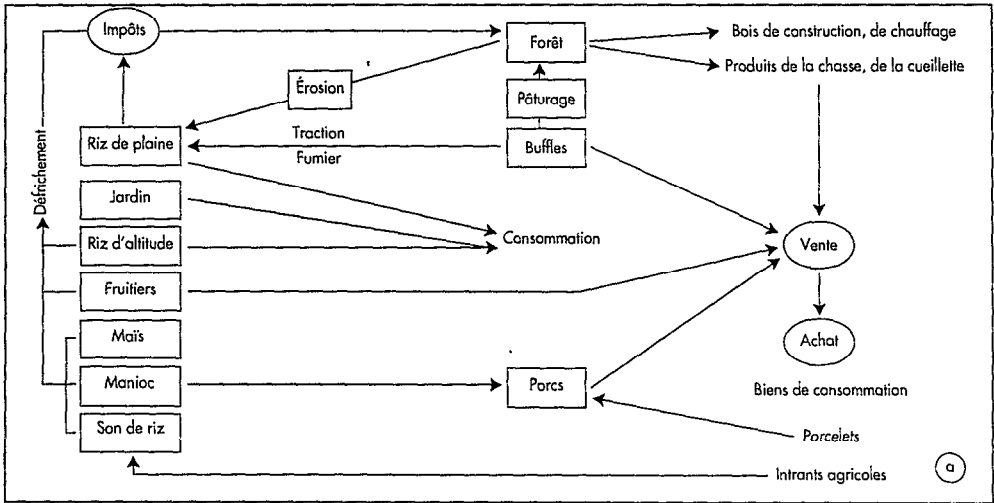 Impôts
Forêt
Bois de construction, de chauffage
Produits de la chasse, de la cueillette
Érosion
Pâturage
Défrichement
Riz de plaine
Traction
Fumier
Buffles
Jardin
Consommation
Riz d'altitude
Vente
Fruitiers
Maïs
Achat
Manioc
Porcs
Biens de consommation
Son de riz
Porcelets
Intrants agricoles
a